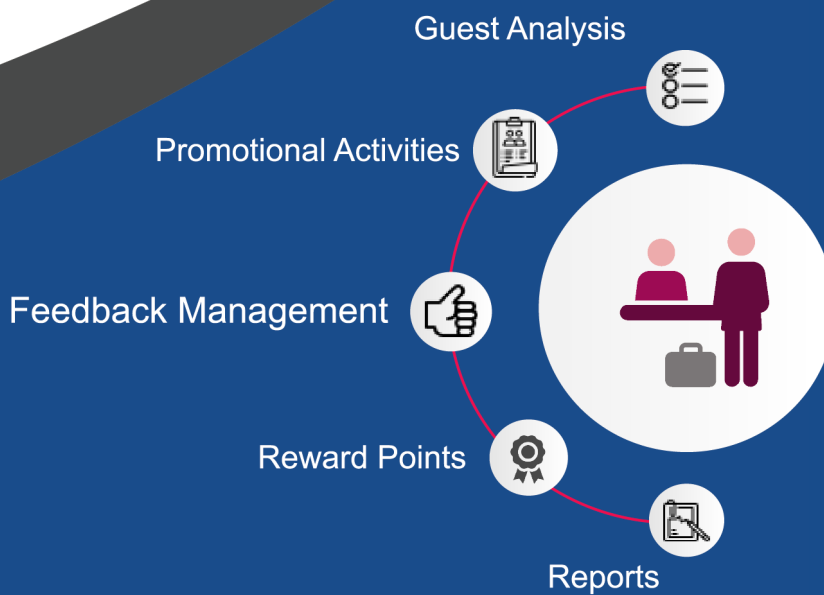 Guest Analysis
Promotional Activities
Feedback Management
Reward Points
Reports